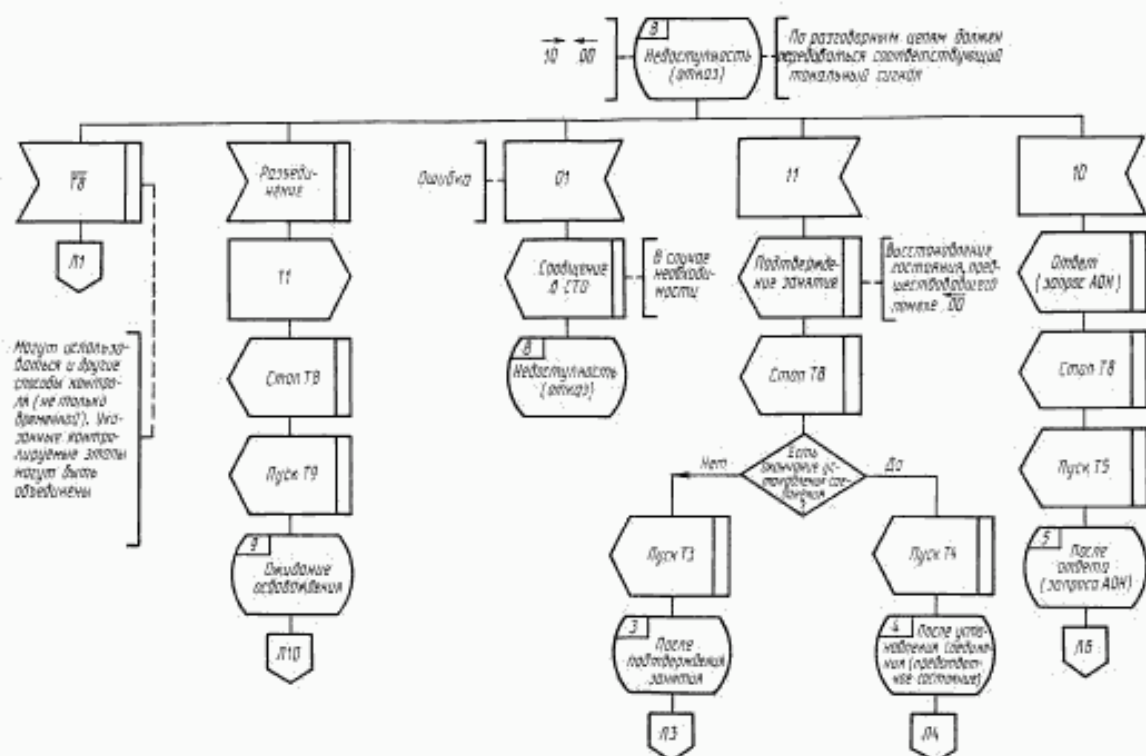 8
Недоступность
(отказ)
10 00
По разговорным цепям должен
передаваться соответствующий
тональный сигнал
T8
Разъеди-
нение
Ошибка
01
11
10
Л1
11
Сообщение
о СТО
В случае
необходи-
мости
Подтвержде-
ние занятия
Восстановление
состояния, пред-
шествовавшего
помехе 00
Ответ
(запрос АОН)
Могут использо-
ваться и другие
способы контро-
ля (не только
временной). Ука-
занные контро-
лируемые этапы
могут быть
объединены
Стоп Т8
8
Недоступность
(отказ)
Стоп Т8
Стоп Т8
Пуск Т9
Нет
Есть
окончание ус-
тановления сое-
динения
?
Да
Пуск Т5
9
Ожидание
освобождения
Пуск Т3
Пуск Т4
5
После
ответа
(запроса АОН)
Л10
3
После
подтверждения
занятия
4
После уста-
новления соедине-
ния (предответ-
ное состояние)
Л6
Л3
Л4